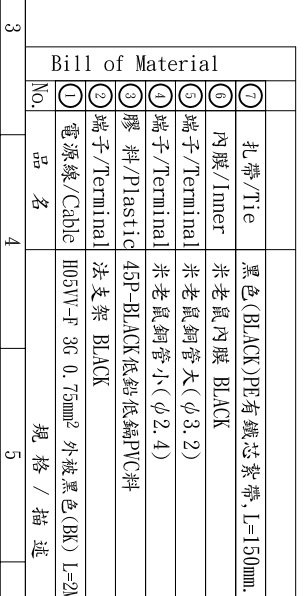 3
4
5
Bill of Material
⑦ 扎帶/Tie 黑色(BLACK)PE有鐵芯紮帶,L=150mm.
⑥ 內膜/Inner 米老鼠內膜 BLACK
⑤ 端子/Terminal 米老鼠銅管大(φ3.2)
④ 端子/Terminal 米老鼠銅管小(φ2.4)
③ 膠 料/Plastic 45P-BLACK低鉛低鎘PVC料
② 端子/Terminal 法支架 BLACK
① 電源線/Cable H05VV-F 3G 0.75mm² 外被黑色(BK) L=2M
No. 品 名 規 格 / 描 述